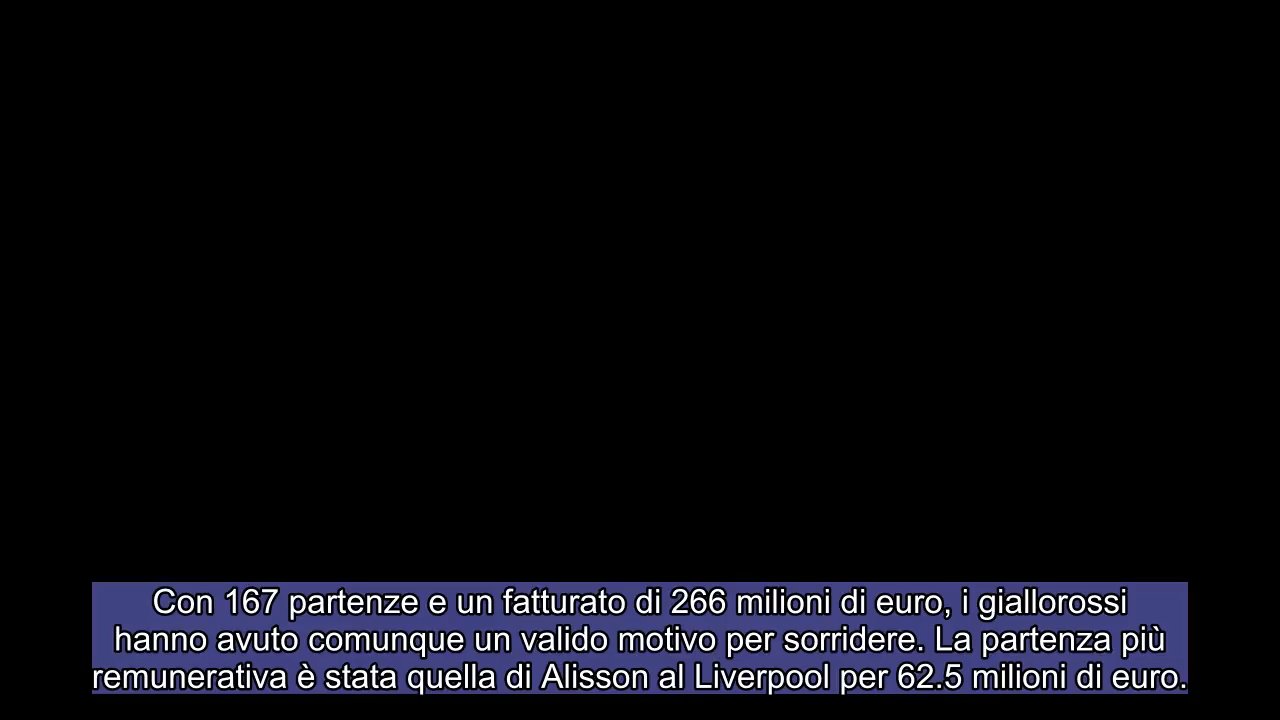 Con 167 partenze e un fatturato di 266 milioni di euro, i giallorossi
hanno avuto comunque un valido motivo per sorridere. La partenza più
remunerativa è stata quella di Alisson al Liverpool per 62.5 milioni di euro.